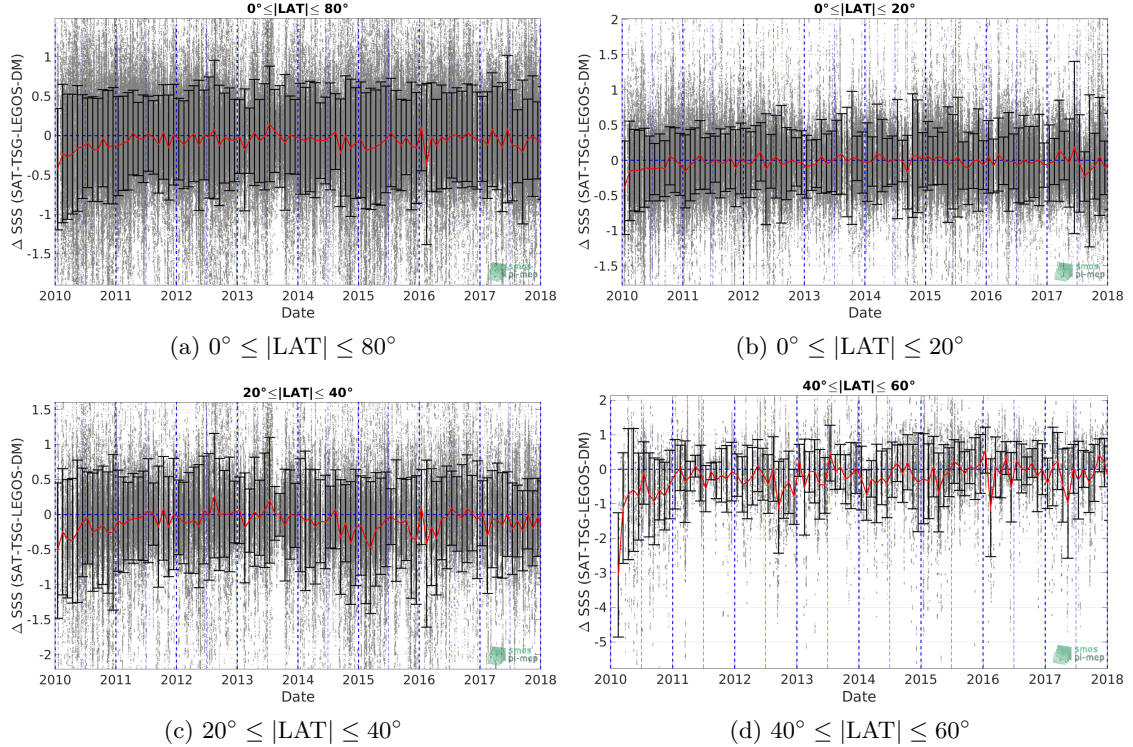 0°≤|LAT|≤ 80°
Δ SSS (SAT-TSG-LEGOS-DM)
1
0.5
0
-0.5
-1
-1.5
smos
pi-mep
2010 2011 2012 2013 2014 2015 2016 2017 2018
Date
(a) 0° ≤ |LAT| ≤ 80°
0°≤|LAT|≤ 20°
Δ SSS (SAT-TSG-LEGOS-DM)
2
1.5
1
0.5
0
-0.5
-1
-1.5
smos
pi-mep
2010 2011 2012 2013 2014 2015 2016 2017 2018
Date
(b) 0° ≤ |LAT| ≤ 20°
20°≤|LAT|≤ 40°
Δ SSS (SAT-TSG-LEGOS-DM)
1.5
1
0.5
0
-0.5
-1
-1.5
-2
smos
pi-mep
2010 2011 2012 2013 2014 2015 2016 2017 2018
Date
(c) 20° ≤ |LAT| ≤ 40°
40°≤|LAT|≤ 60°
Δ SSS (SAT-TSG-LEGOS-DM)
2
1
0
-1
-2
-3
-4
-5
smos
pi-mep
2010 2011 2012 2013 2014 2015 2016 2017 2018
Date
(d) 40° ≤ |LAT| ≤ 60°